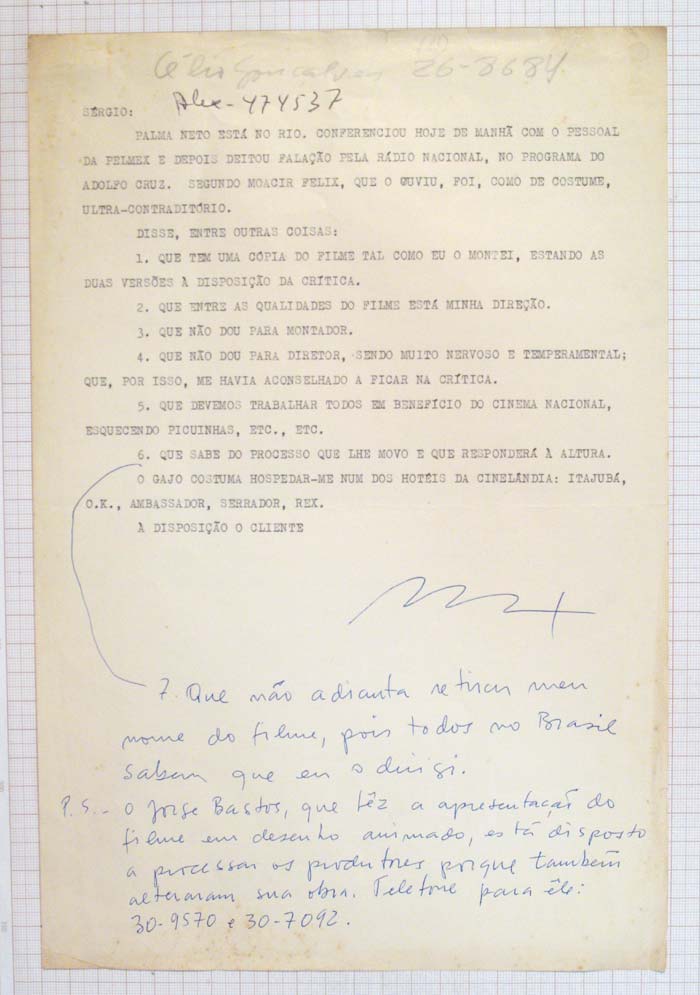 Célio Gonçalves 26-8684
Alex-474537
SÉRGIO:
PALMA NETO ESTÁ NO RIO. CONFERENCIOU HOJE DE MANHÃ COM O PESSOAL
DA PELMEX E DEPOIS DEITOU FALAÇÃO PELA RÁDIO NACIONAL, NO PROGRAMA DO
ADOLFO CRUZ. SEGUNDO MOACIR FELIX, QUE O OUVIU, FOI, COMO DE COSTUME,
ULTRA-CONTRADITÓRIO.
DISSE, ENTRE OUTRAS COISAS:
1. QUE TEM UMA CÓPIA DO FILME TAL COMO EU O MONTEI, ESTANDO AS
DUAS VERSÕES À DISPOSIÇÃO DA CRÍTICA.
2. QUE ENTRE AS QUALIDADES DO FILME ESTÁ MINHA DIREÇÃO.
3. QUE NÃO DOU PARA MONTADOR.
4. QUE NÃO DOU PARA DIRETOR, SENDO MUITO NERVOSO E TEMPERAMENTAL;
QUE, POR ISSO, ME HAVIA ACONSELHADO A FICAR NA CRÍTICA.
5. QUE DEVEMOS TRABALHAR TODOS EM BENEFÍCIO DO CINEMA NACIONAL,
ESQUECENDO PICUINHAS, ETC., ETC.
6. QUE SABE DO PROCESSO QUE LHE MOVO E QUE RESPONDERÁ À ALTURA.
O GAJO COSTUMA HOSPEDAR-ME NUM DOS HOTÉIS DA CINELÂNDIA: ITAJUBÁ,
O.K., AMBASSADOR, SERRADOR, REX.
À DISPOSIÇÃO O CLIENTE
7. Que não adianta retirar meu
nome do filme, pois todos no Brasil
sabem que eu o dirigi.
P.S.- O Jorge Bastos, que fêz a apresentação do
filme em desenho animado, está disposto
a processar os produtores porque também
alteraram sua obra. Telefone para êle:
30-9570 e 30-7092.